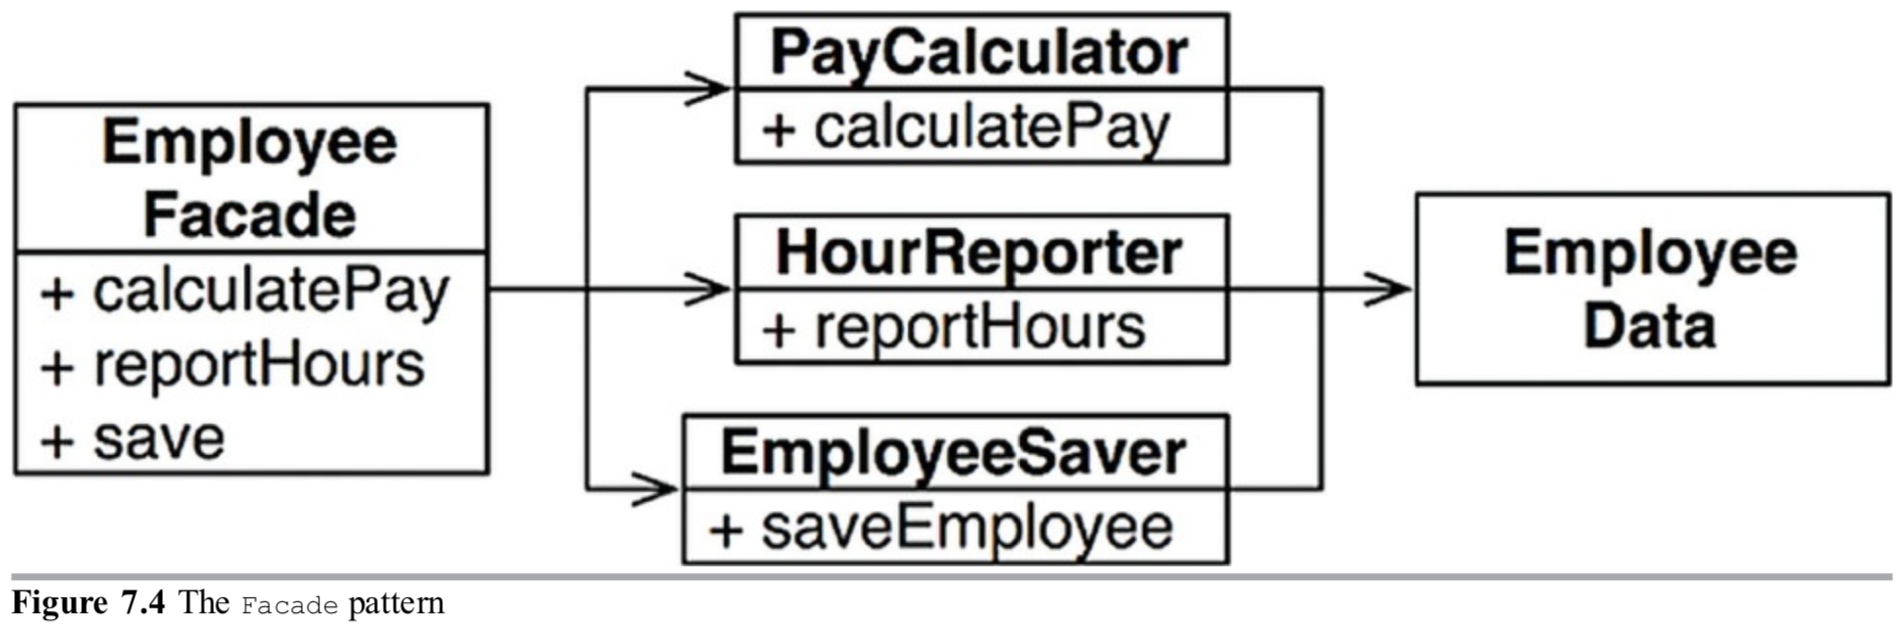 Employee
Facade
+ calculatePay
+ reportHours
+ save
PayCalculator
+ calculatePay
HourReporter
+ reportHours
EmployeeSaver
+ saveEmployee
Employee
Data
Figure 7.4 The Facade pattern